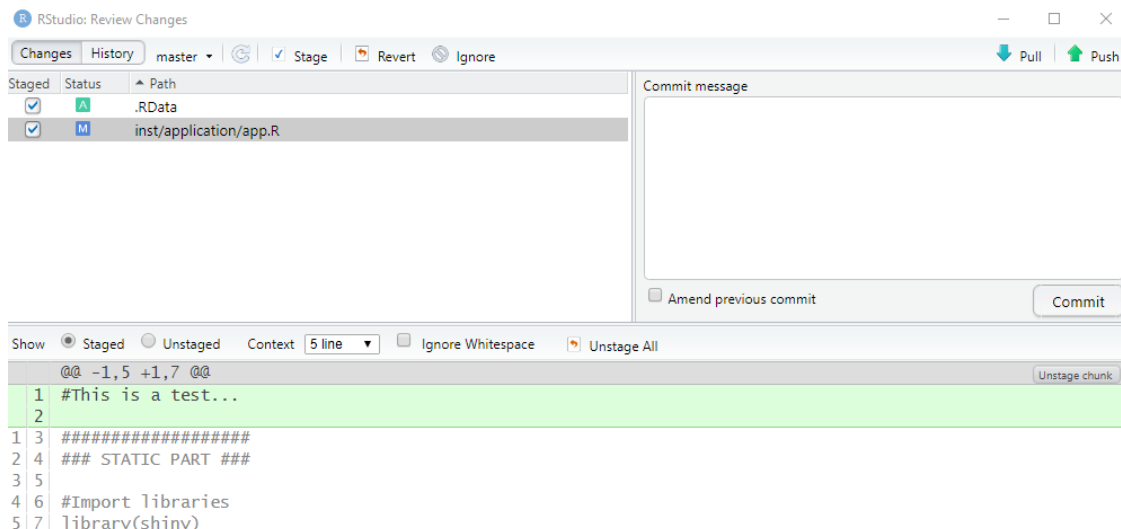 R RStudio: Review Changes
Changes History master Stage Revert Ignore Pull Push
Staged Status Path
A .RData
M inst/application/app.R
Commit message
Amend previous commit
Commit
Show Staged Unstaged Context 5 line Ignore Whitespace Unstage All
@@ -1,5 +1,7 @@ Unstage chunk
1 #This is a test...
2
1 3 ###################
2 4 ### STATIC PART ###
3 5
4 6 #Import libraries
5 7 library(shiny)